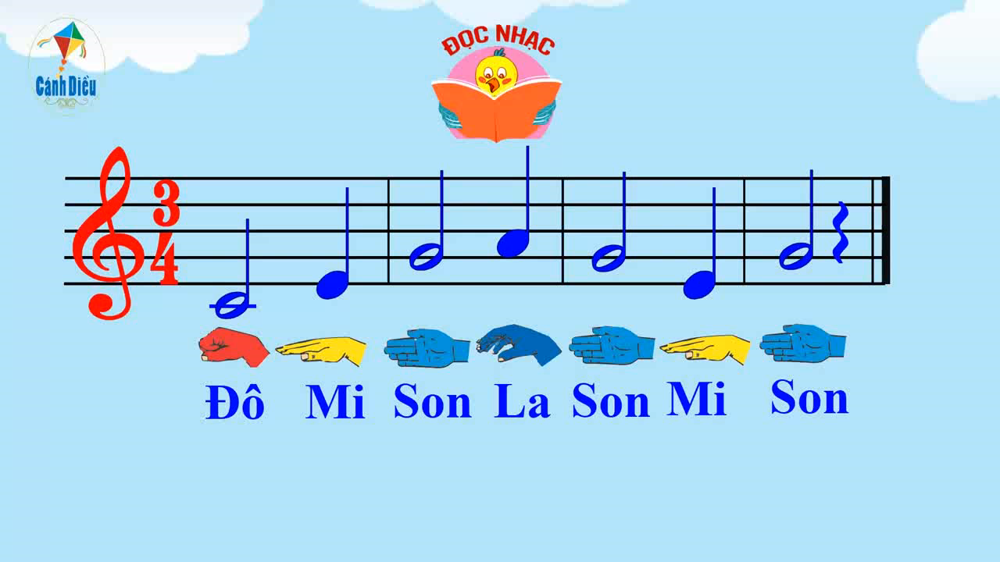 Cánh Diều
ĐỌC NHẠC
3
4
Đô Mi Son La Son Mi Son